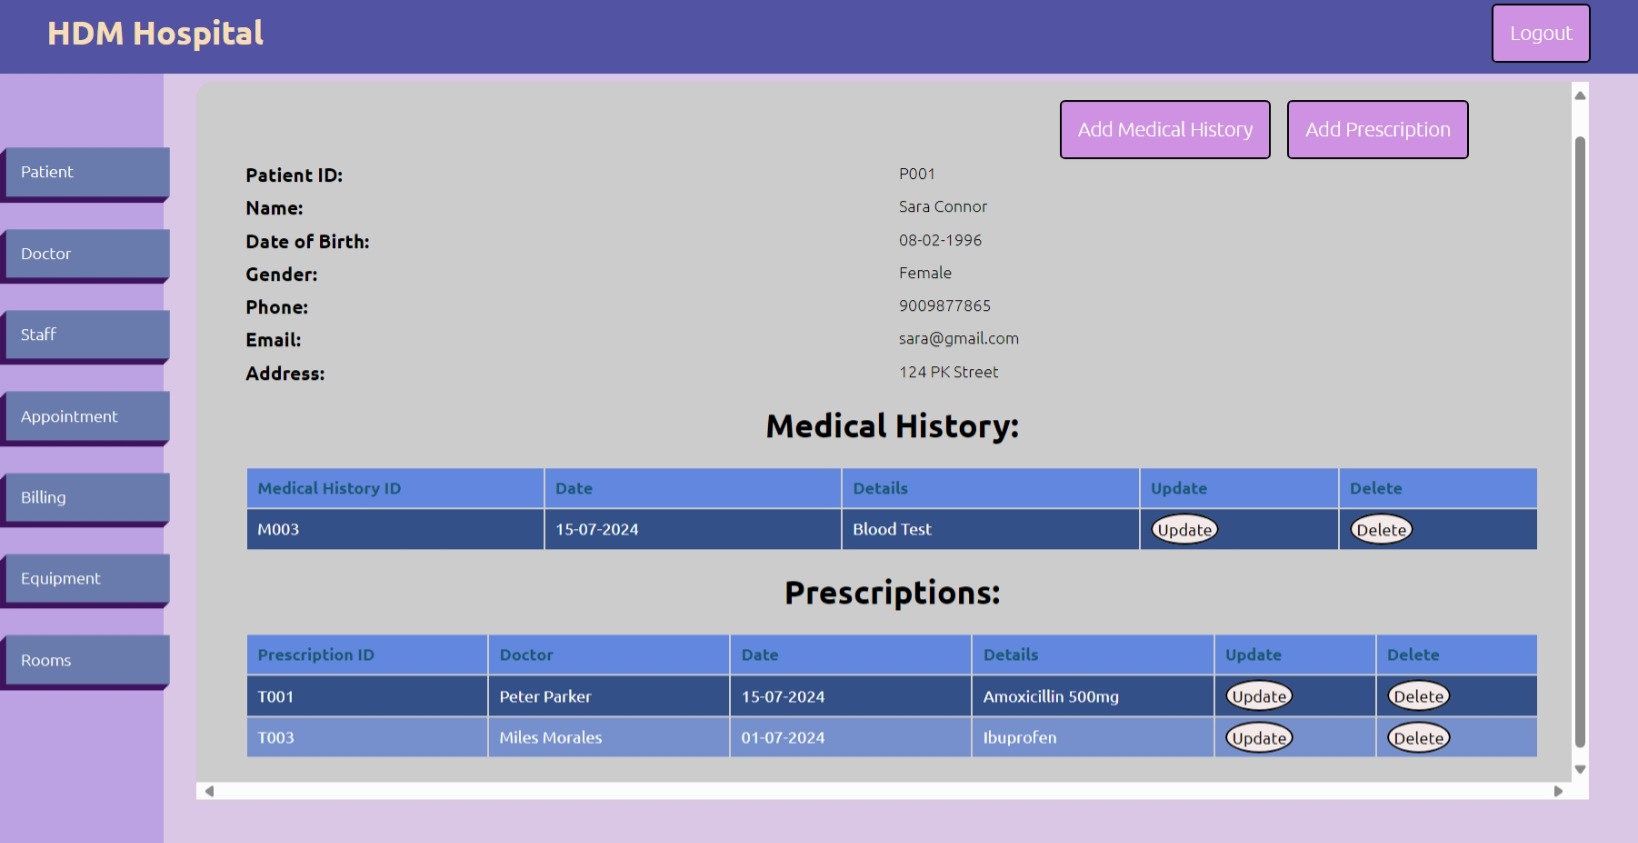 HDM Hospital
Logout
Add Medical History
Add Prescription
Patient
Doctor
Staff
Appointment
Billing
Equipment
Rooms
Patient ID: P001
Name: Sara Connor
Date of Birth: 08-02-1996
Gender: Female
Phone: 9009877865
Email: sara@gmail.com
Address: 124 PK Street
Medical History:
Medical History ID Date Details Update Delete
M003 15-07-2024 Blood Test Update Delete
Prescriptions:
Prescription ID Doctor Date Details Update Delete
T001 Peter Parker 15-07-2024 Amoxicillin 500mg Update Delete
T003 Miles Morales 01-07-2024 Ibuprofen Update Delete